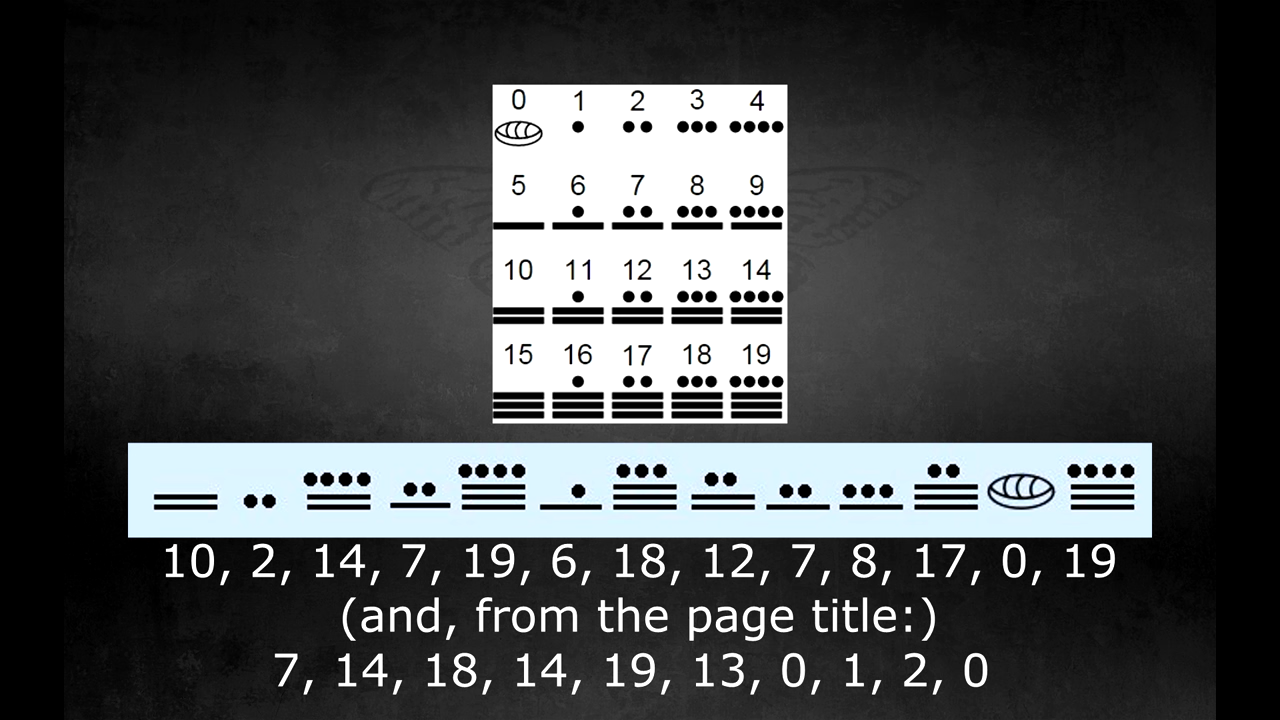 0 1 2 3 4
5 6 7 8 9
10 11 12 13 14
15 16 17 18 19
10, 2, 14, 7, 19, 6, 18, 12, 7, 8, 17, 0, 19
(and, from the page title:)
7, 14, 18, 14, 19, 13, 0, 1, 2, 0